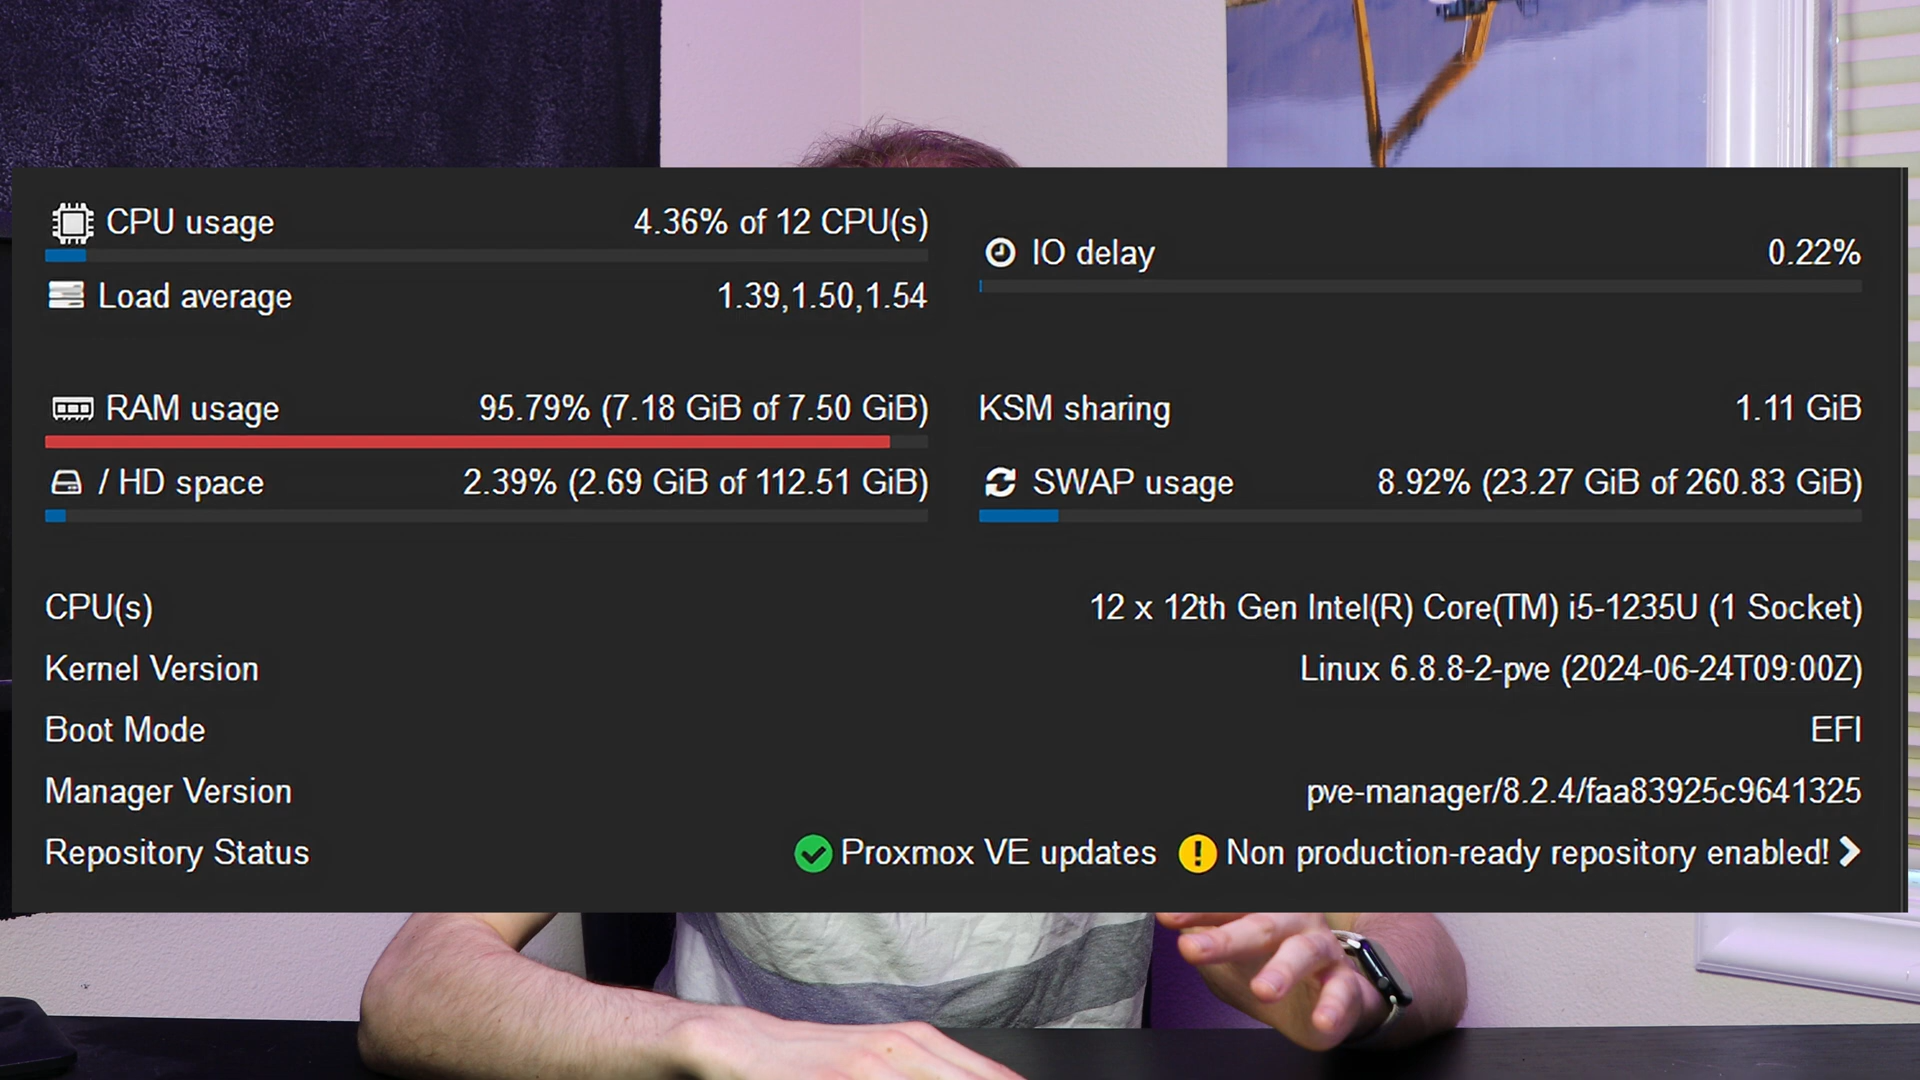 CPU usage 4.36% of 12 CPU(s)
IO delay 0.22%
Load average 1.39,1.50,1.54
RAM usage 95.79% (7.18 GiB of 7.50 GiB)
KSM sharing 1.11 GiB
/ HD space 2.39% (2.69 GiB of 112.51 GiB)
SWAP usage 8.92% (23.27 GiB of 260.83 GiB)
CPU(s) 12 x 12th Gen Intel(R) Core(TM) i5-1235U (1 Socket)
Kernel Version Linux 6.8.8-2-pve (2024-06-24T09:00Z)
Boot Mode EFI
Manager Version pve-manager/8.2.4/faa83925c9641325
Repository Status Proxmox VE updates Non production-ready repository enabled!